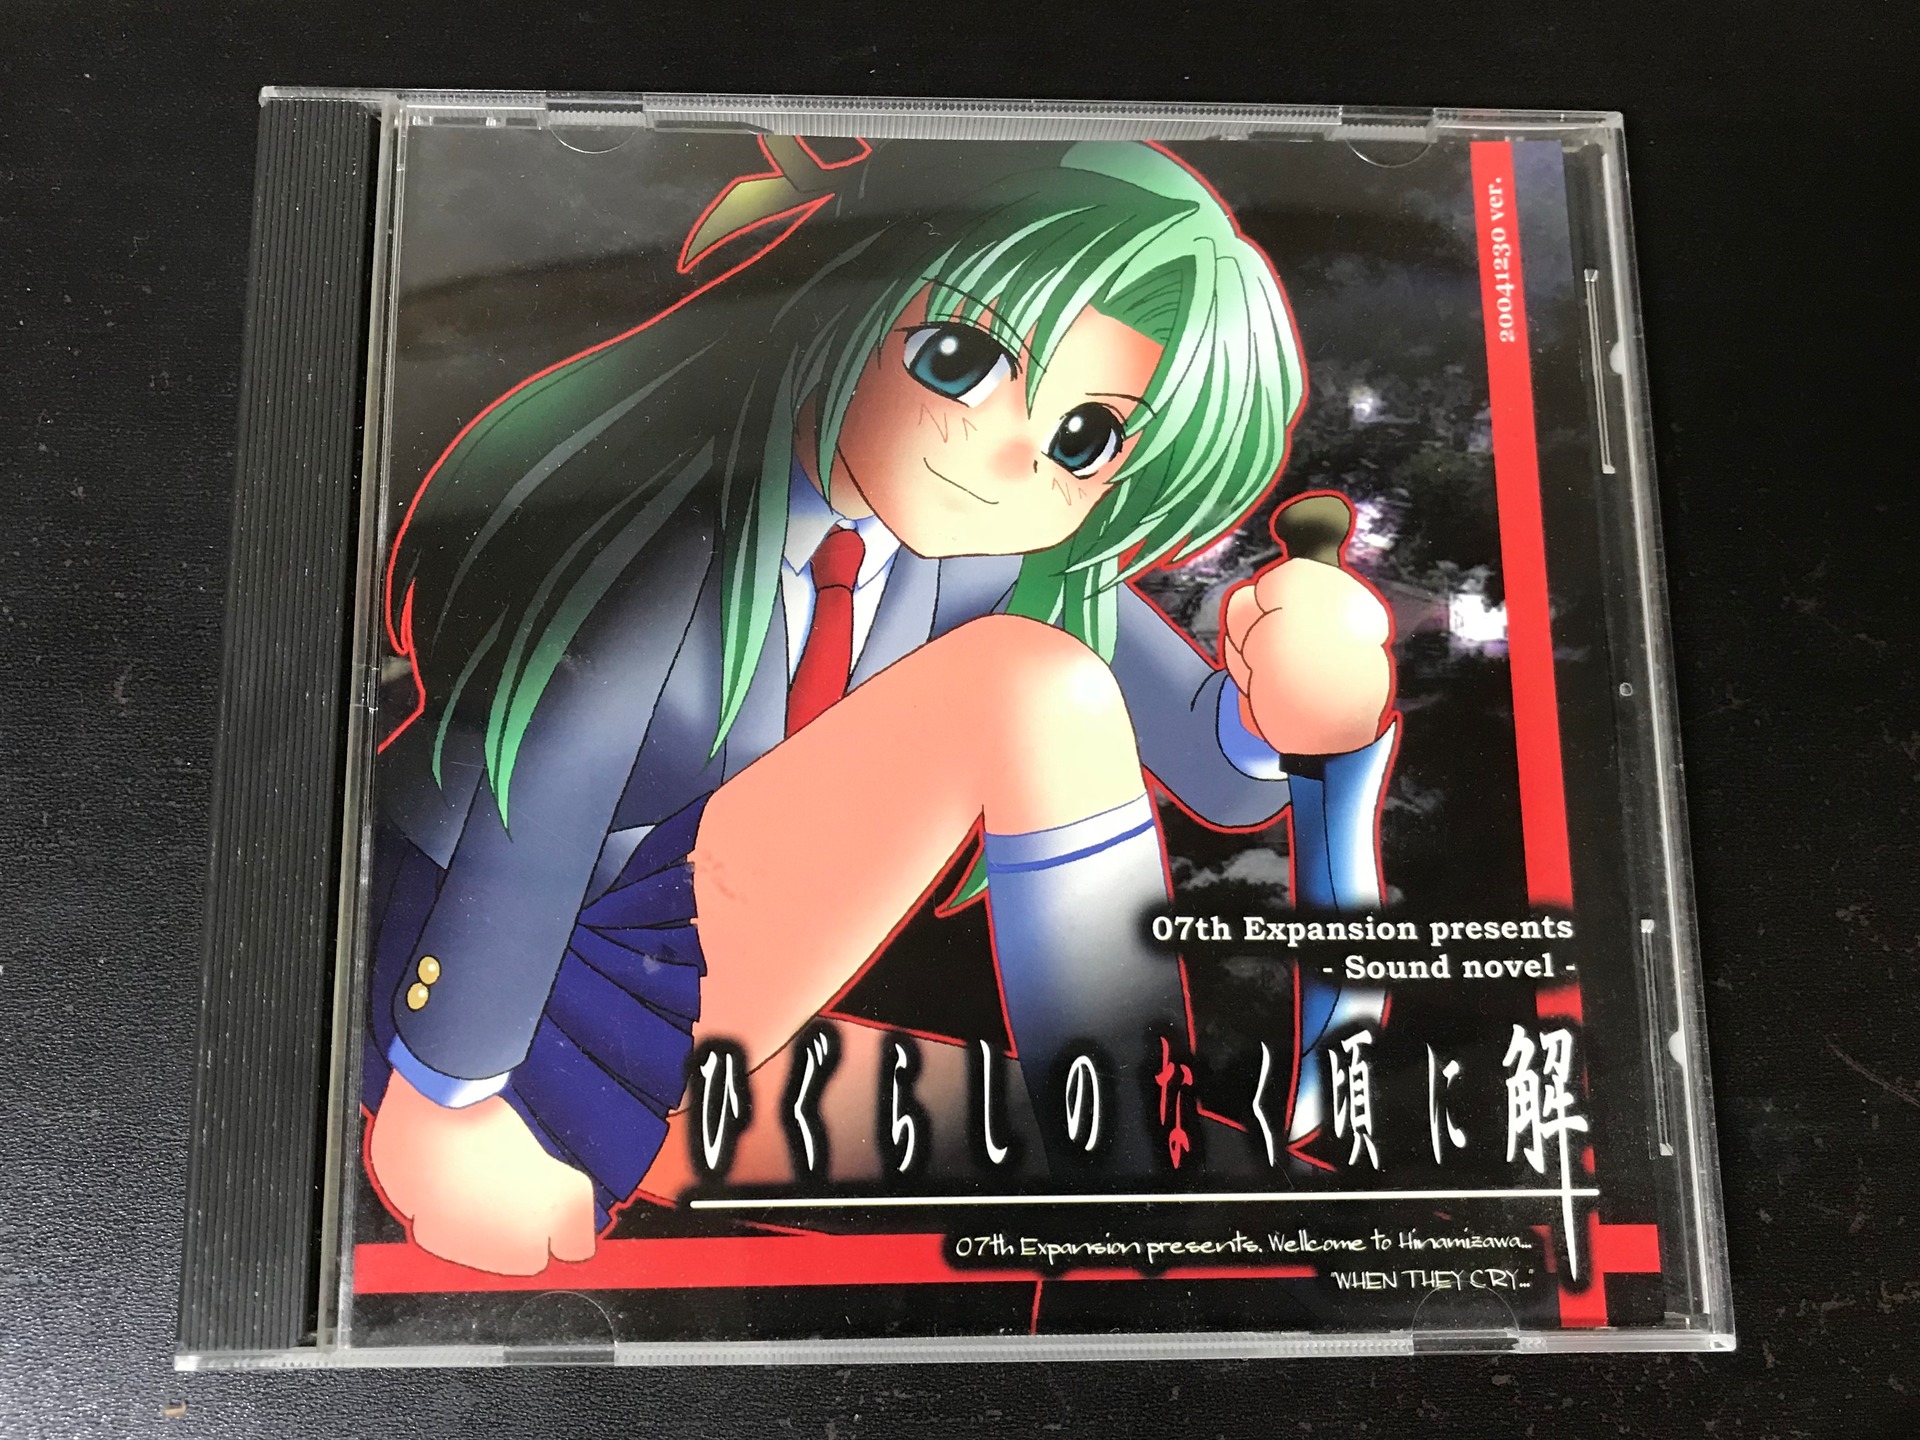 20041230 ver.
07th Expansion presents
- Sound novel -
ひぐらしのなく頃に解
07th Expansion presents. Wellcome to Hinamizawa...
"WHEN THEY CRY..."